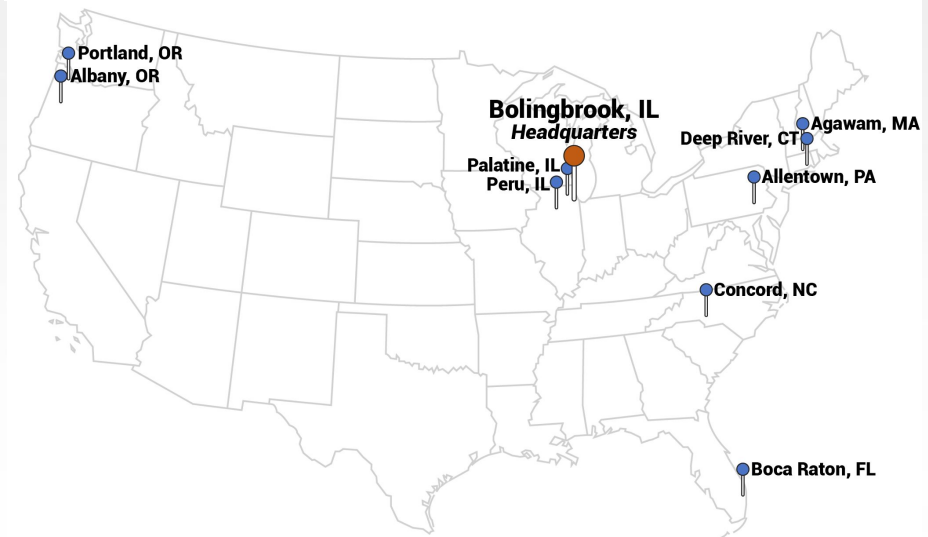 Portland, OR
Albany, OR
Bolingbrook, IL
Headquarters
Agawam, MA
Deep River, CT
Palatine, IL
Peru, IL
Allentown, PA
Concord, NC
Boca Raton, FL